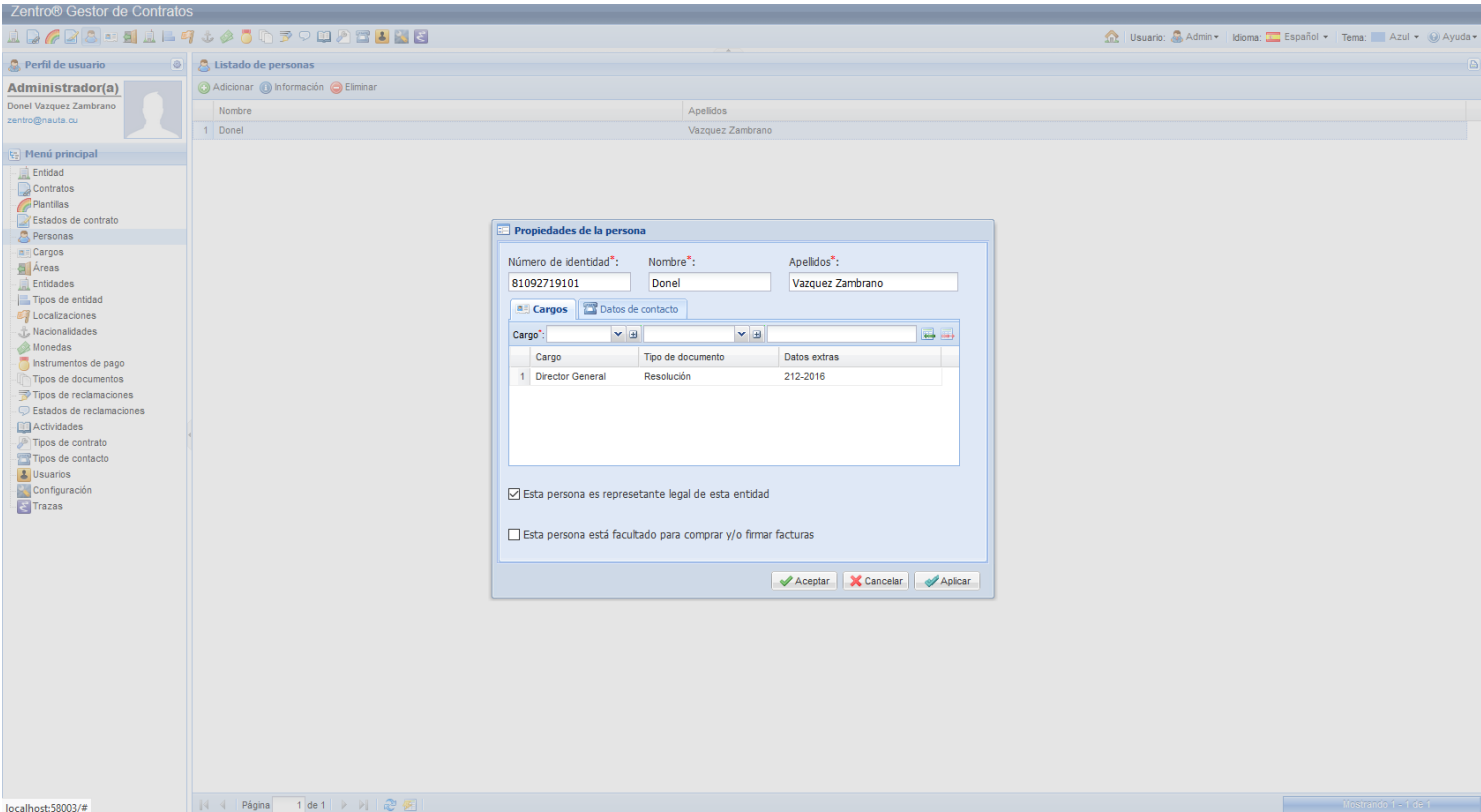 Zentro® Gestor de Contratos
Usuario: Admin Idioma: Español Tema: Azul Ayuda
Perfil de usuario
Administrador(a)
Donel Vazquez Zambrano
zentro@nauta.cu
Menú principal
Entidad
Contratos
Plantillas
Estados de contrato
Personas
Cargos
Áreas
Entidades
Tipos de entidad
Localizaciones
Nacionalidades
Monedas
Instrumentos de pago
Tipos de documentos
Tipos de reclamaciones
Estados de reclamaciones
Actividades
Tipos de contrato
Tipos de contacto
Usuarios
Configuración
Trazas
Listado de personas
Adicionar Información Eliminar
Nombre Apellidos
1 Donel Vazquez Zambrano
Propiedades de la persona
Número de identidad*: Nombre*: Apellidos*:
81092719101 Donel Vazquez Zambrano
Cargos Datos de contacto
Cargo*:
Cargo Tipo de documento Datos extras
1 Director General Resolución 212-2016
Esta persona es represetante legal de esta entidad
Esta persona está facultado para comprar y/o firmar facturas
Aceptar Cancelar Aplicar
localhost:58003/#
Página 1 de 1
Mostrando 1 - 1 de 1